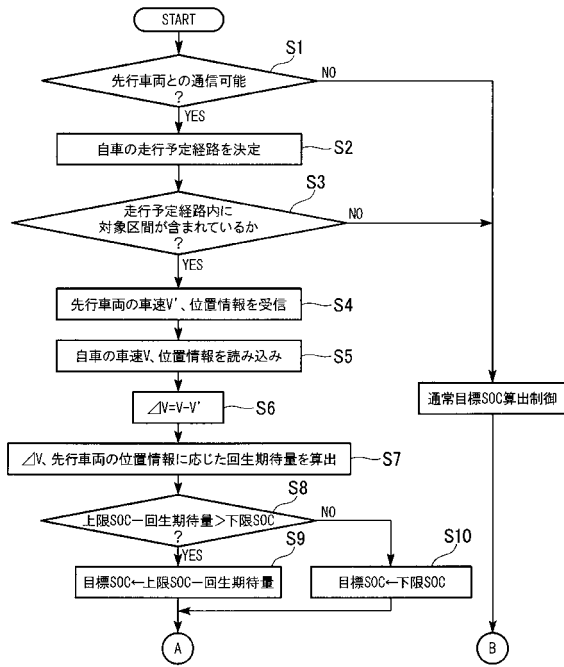 START
S1
先行車両との通信可能
?
NO
YES
自車の走行予定経路を決定
S2
S3
走行予定経路内に
対象区間が含まれているか
?
NO
YES
先行車両の車速V'、位置情報を受信
S4
自車の車速V、位置情報を読み込み
S5
⊿V=V-V'
S6
通常目標SOC算出制御
⊿V、先行車両の位置情報に応じた回生期待量を算出
S7
S8
上限SOC−回生期待量>下限SOC
?
NO
YES
S9
目標SOC←上限SOC−回生期待量
S10
目標SOC←下限SOC
A
B